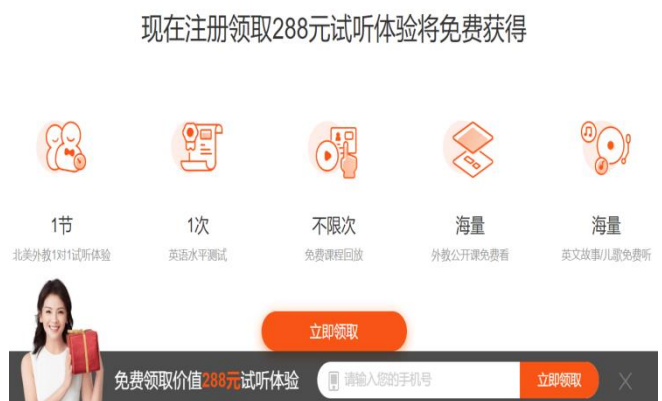 现在注册领取288元试听体验将免费获得
1节
1次
不限次
海量
海量
北美外教1对1试听体验
英语水平测试
免费课程回放
外教公开课免费看
英文故事/儿歌免费听
立即领取
免费领取价值288元试听体验
请输入您的手机号
立即领取